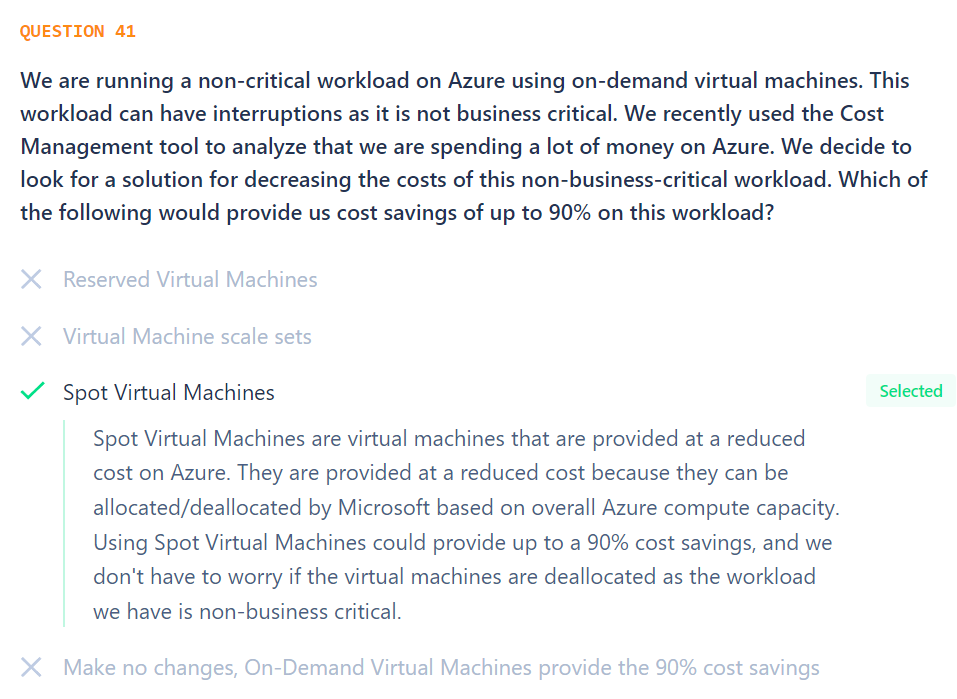 QUESTION 41
We are running a non-critical workload on Azure using on-demand virtual machines. This
workload can have interruptions as it is not business critical. We recently used the Cost
Management tool to analyze that we are spending a lot of money on Azure. We decide to
look for a solution for decreasing the costs of this non-business-critical workload. Which of
the following would provide us cost savings of up to 90% on this workload?
Reserved Virtual Machines
Virtual Machine scale sets
Spot Virtual Machines
Selected
Spot Virtual Machines are virtual machines that are provided at a reduced
cost on Azure. They are provided at a reduced cost because they can be
allocated/deallocated by Microsoft based on overall Azure compute capacity.
Using Spot Virtual Machines could provide up to a 90% cost savings, and we
don't have to worry if the virtual machines are deallocated as the workload
we have is non-business critical.
Make no changes, On-Demand Virtual Machines provide the 90% cost savings